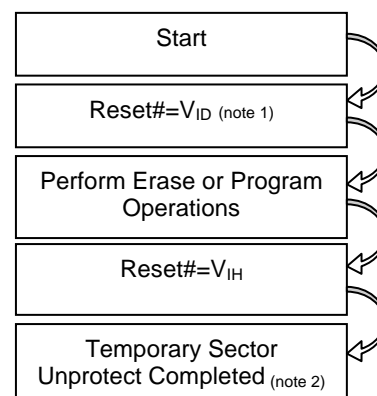 Start
Reset#=VID (note 1)
Perform Erase or Program
Operations
Reset#=VIH
Temporary Sector
Unprotect Completed (note 2)